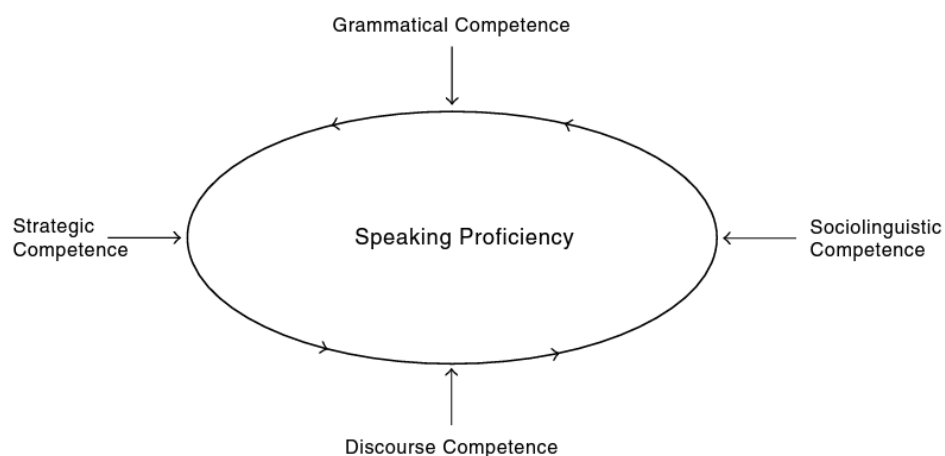 Grammatical Competence
Strategic
Competence
Speaking Proficiency
Sociolinguistic
Competence
Discourse Competence